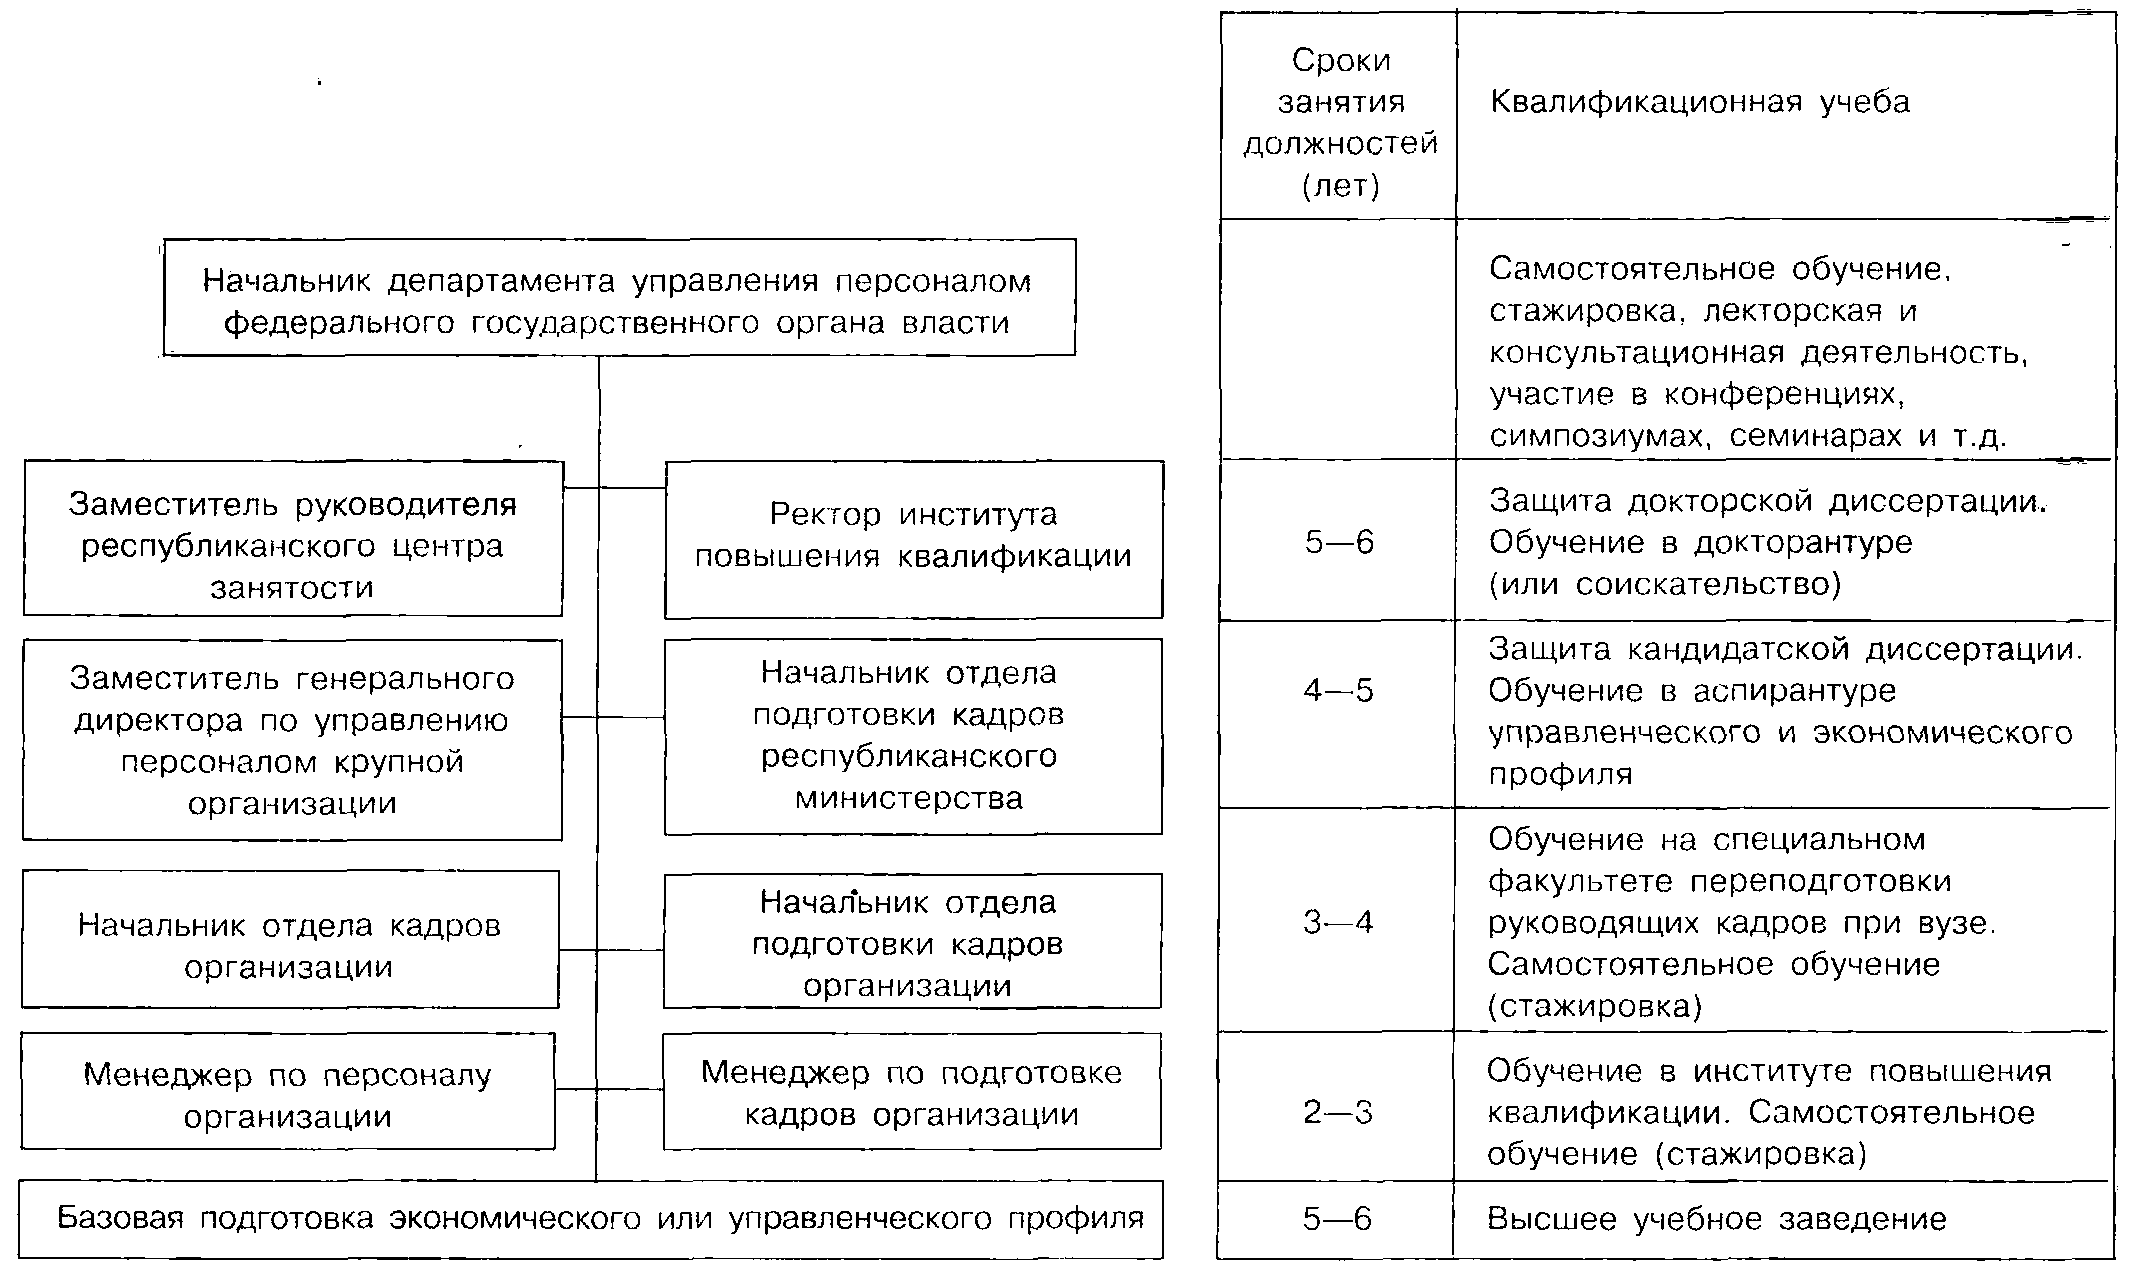 Сроки
занятия
должностей
(лет)
Квалификационная учеба
Начальник департамента управления персоналом
федерального государственного органа власти
Самостоятельное обучение,
стажировка, лекторская и
консультационная деятельность,
участие в конференциях,
симпозиумах, семинарах и т.д.
Заместитель руководителя
республиканского центра
занятости
Ректор института
повышения квалификации
5—6
Защита докторской диссертации.
Обучение в докторантуре
(или соискательство)
Заместитель генерального
директора по управлению
персоналом крупной
организации
Начальник отдела
подготовки кадров
республиканского
министерства
4—5
Защита кандидатской диссертации.
Обучение в аспирантуре
управленческого и экономического
профиля
Начальник отдела кадров
организации
Начальник отдела
подготовки кадров
организации
3—4
Обучение на специальном
факультете переподготовки
руководящих кадров при вузе.
Самостоятельное обучение
(стажировка)
Менеджер по персоналу
организации
Менеджер по подготовке
кадров организации
2—3
Обучение в институте повышения
квалификации. Самостоятельное
обучение (стажировка)
Базовая подготовка экономического или управленческого профиля
5—6
Высшее учебное заведение